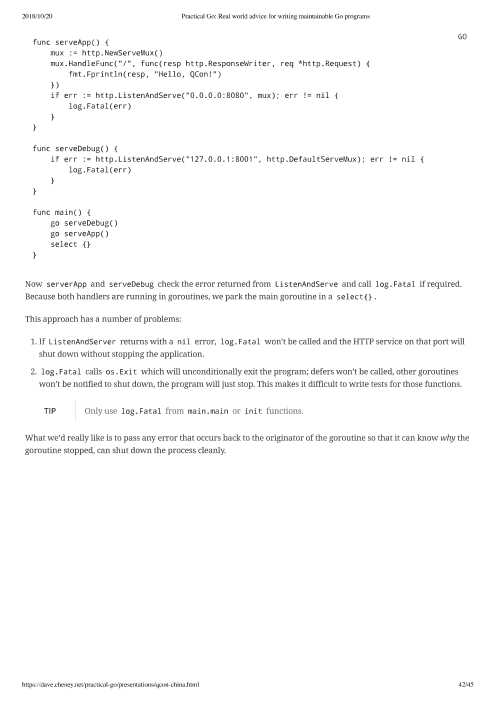 2018/10/20 Practical Go: Real world advice for writing maintainable Go programs
GO
func serveApp() {
    mux := http.NewServeMux()
    mux.HandleFunc("/", func(resp http.ResponseWriter, req *http.Request) {
        fmt.Fprintln(resp, "Hello, QCon!")
    })
    if err := http.ListenAndServe("0.0.0.0:8080", mux); err != nil {
        log.Fatal(err)
    }
}

func serveDebug() {
    if err := http.ListenAndServe("127.0.0.1:8001", http.DefaultServeMux); err != nil {
        log.Fatal(err)
    }
}

func main() {
    go serveDebug()
    go serveApp()
    select {}
}

Now serverApp and serveDebug check the error returned from ListenAndServe and call log.Fatal if required.
Because both handlers are running in goroutines, we park the main goroutine in a select{} .
This approach has a number of problems:
1. If ListenAndServer returns with a nil error, log.Fatal won’t be called and the HTTP service on that port will
shut down without stopping the application.
2. log.Fatal calls os.Exit which will unconditionally exit the program; defers won’t be called, other goroutines
won’t be notified to shut down, the program will just stop. This makes it difficult to write tests for those functions.
TIP Only use log.Fatal from main.main or init functions.
What we’d really like is to pass any error that occurs back to the originator of the goroutine so that it can know why the
goroutine stopped, can shut down the process cleanly.
https://dave.cheney.net/practical-go/presentations/qcon-china.html 42/45